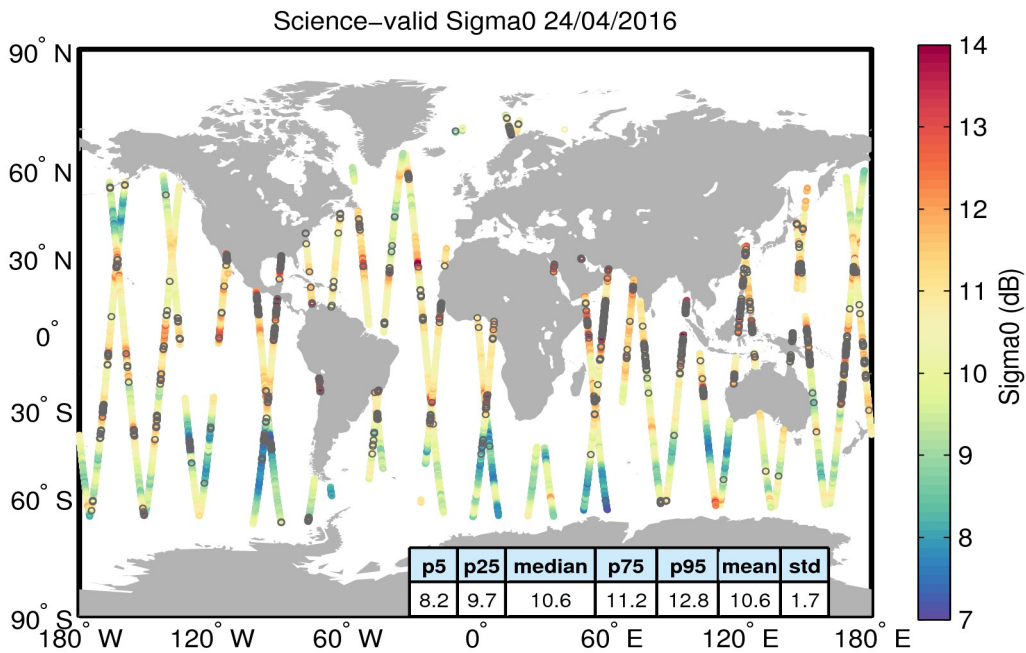 Science−valid Sigma0 24/04/2016
90° N
60° N
30° N
0°
30° S
60° S
90° S
180° W
120° W
60° W
0°
60° E
120° E
180° E
p5 p25 median p75 p95 mean std
8.2 9.7 10.6 11.2 12.8 10.6 1.7
14
13
12
11
10
9
8
7
Sigma0 (dB)